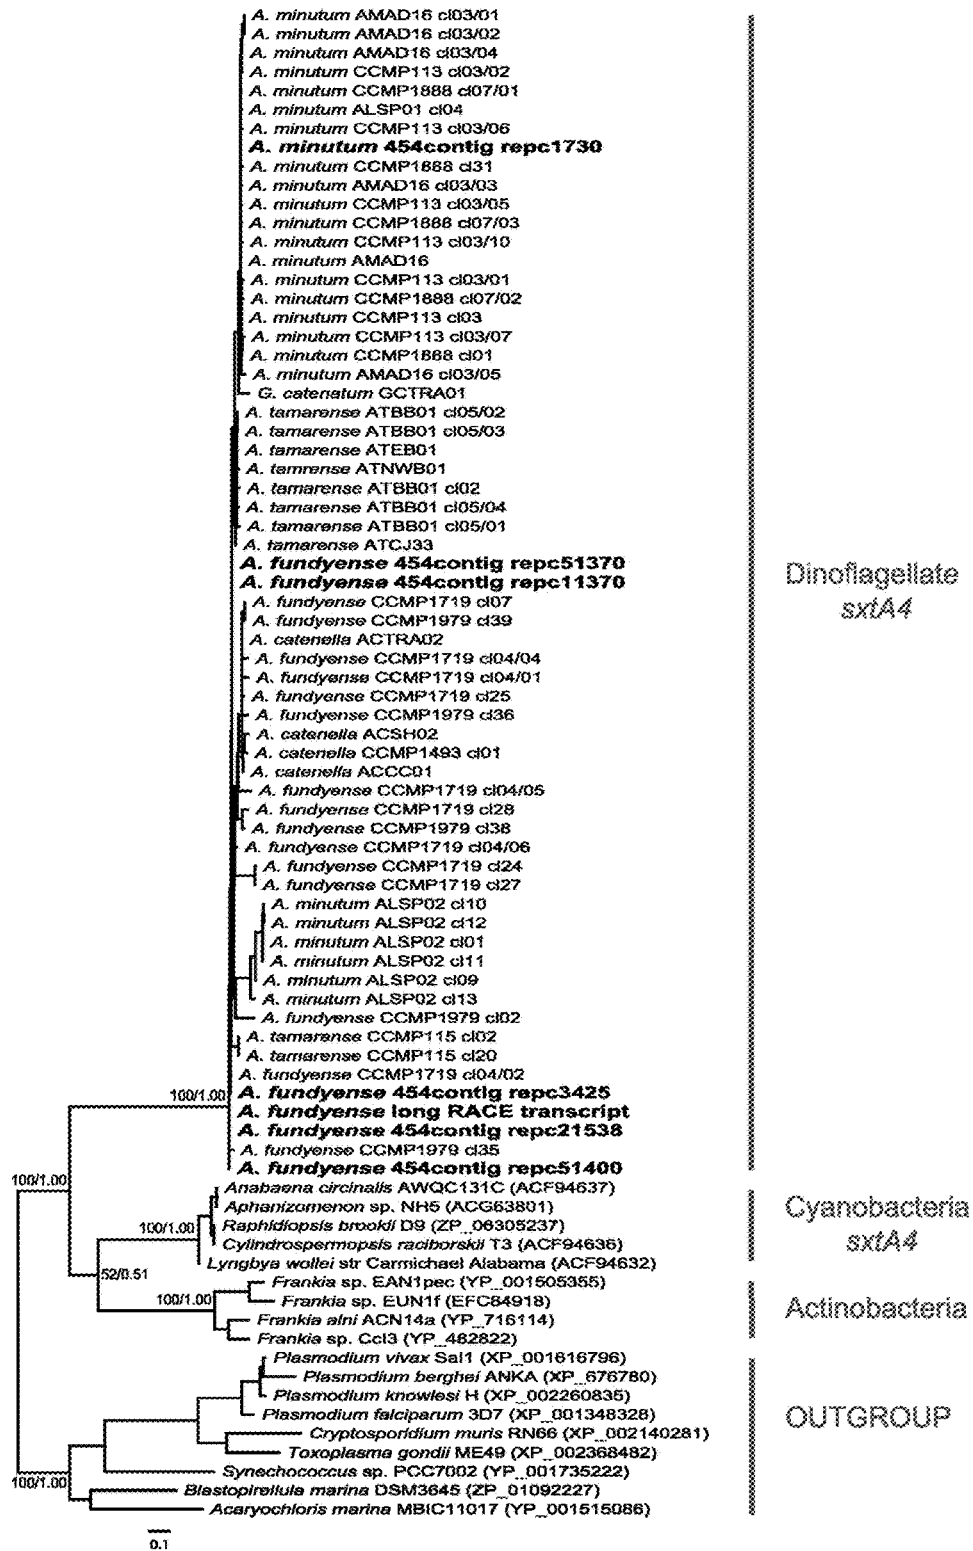 A. minutum AMAD16 cl03/01
A. minutum AMAD16 cl03/02
A. minutum AMAD16 cl03/04
A. minutum CCMP113 cl03/02
A. minutum CCMP1888 cl07/01
A. minutum ALSP01 cl04
A. minutum CCMP113 cl03/06
A. minutum 454contig repc1730
A. minutum CCMP1888 cl31
A. minutum AMAD16 cl03/03
A. minutum CCMP113 cl03/05
A. minutum CCMP1888 cl07/03
A. minutum CCMP113 cl03/10
A. minutum AMAD16
A. minutum CCMP113 cl03/01
A. minutum CCMP1888 cl07/02
A. minutum CCMP113 cl03
A. minutum CCMP113 cl03/07
A. minutum CCMP1888 cl01
A. minutum AMAD16 cl03/05
G. catenatum GCTRA01
A. tamarense ATBB01 cl05/02
A. tamarense ATBB01 cl05/03
A. tamarense ATEB01
A. tamrense ATNWB01
A. tamarense ATBB01 cl02
A. tamarense ATBB01 cl05/04
A. tamarense ATBB01 cl05/01
A. tamarense ATCJ33
A. fundyense 454contig repc51370
A. fundyense 454contig repc11370
Dinoflagellate
sxtA4
A. fundyense CCMP1719 cl07
A. fundyense CCMP1979 cl39
A. catenella ACTRA02
A. fundyense CCMP1719 cl04/04
A. fundyense CCMP1719 cl04/01
A. fundyense CCMP1719 cl25
A. fundyense CCMP1979 cl36
A. catenella ACSH02
A. catenella CCMP1493 cl01
A. catenella ACCC01
A. fundyense CCMP1719 cl04/05
A. fundyense CCMP1719 cl28
A. fundyense CCMP1979 cl38
A. fundyense CCMP1719 cl04/06
A. fundyense CCMP1719 cl24
A. fundyense CCMP1719 cl27
A. minutum ALSP02 cl10
A. minutum ALSP02 cl12
A. minutum ALSP02 cl01
A. minutum ALSP02 cl11
A. minutum ALSP02 cl09
A. minutum ALSP02 cl13
A. fundyense CCMP1979 cl02
A. tamarense CCMP115 cl02
A. tamarense CCMP115 cl20
A. fundyense CCMP1719 cl04/02
100/1.00
A. fundyense 454contig repc3425
A. fundyense long RACE transcript
A. fundyense 454contig repc21538
A. fundyense CCMP1979 cl35
A. fundyense 454contig repc51400
100/1.00
Anabaena circinalis AWQC131C (ACF94637)
Aphanizomenon sp. NH5 (ACG63801)
Raphidiopsis brookii D9 (ZP_06305237)
100/1.00
Cylindrospermopsis raciborskii T3 (ACF94636)
Lyngbya wollei str Carmichael Alabama (ACF94632)
Cyanobacteria
sxtA4
52/0.51
Frankia sp. EAN1pec (YP_001505355)
Frankia sp. EUN1f (EFC84918)
100/1.00
Frankia alni ACN14a (YP_716114)
Frankia sp. CcI3 (YP_482822)
Actinobacteria
Plasmodium vivax Sal1 (XP_001616796)
Plasmodium berghei ANKA (XP_676780)
Plasmodium knowlesi H (XP_002260835)
Plasmodium falciparum 3D7 (XP_001348328)
Cryptosporidium muris RN66 (XP_002140281)
Toxoplasma gondii ME49 (XP_002368482)
Synechococcus sp. PCC7002 (YP_001735222)
100/1.00
Blastopirellula marina DSM3645 (ZP_01092227)
Acaryochloris marina MBIC11017 (YP_001515086)
OUTGROUP
0.1